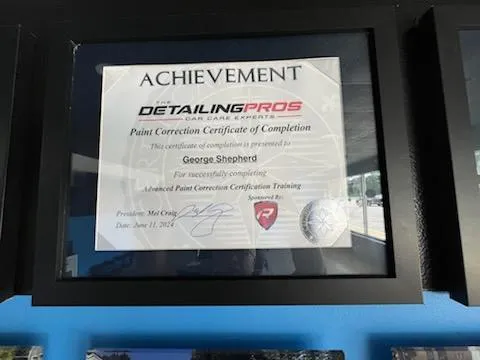 ACHIEVEMENT
THE
DETAILINGPROS
CAR CARE EXPERTS
Paint Correction Certificate of Completion
This certificate of completion is presented to
George Shepherd
For successfully completing
Advanced Paint Correction Certification Training
Sponsored By:
President: Mel Craig
Date: June 11, 2024